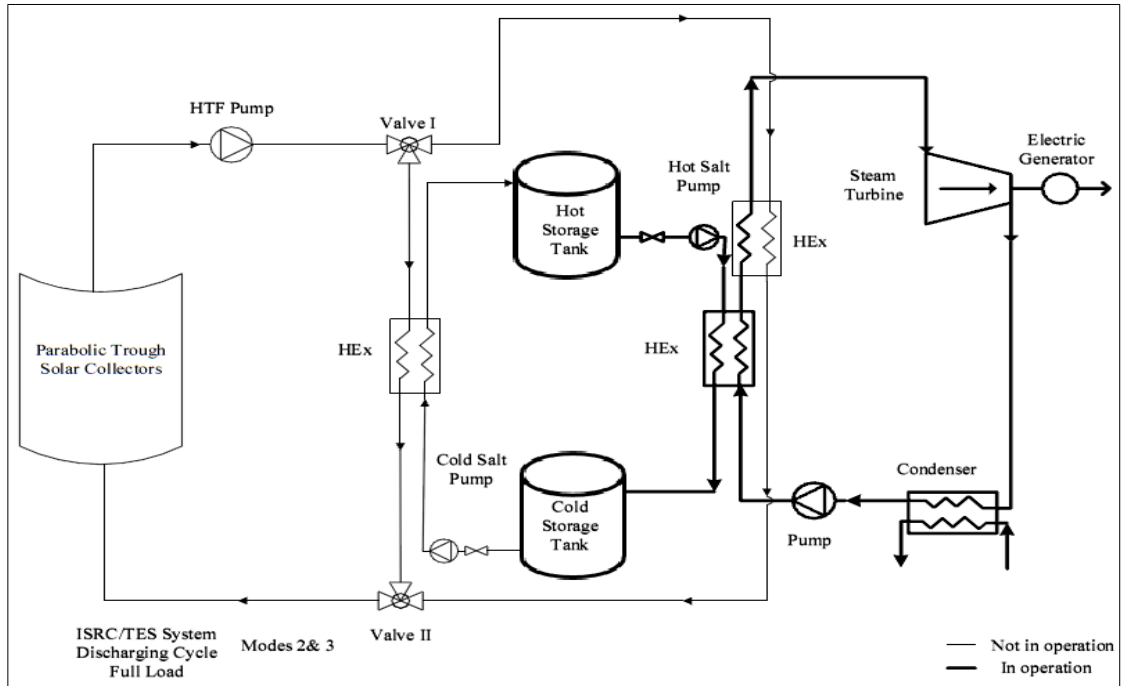 HTF Pump
Valve I
Hot Salt
Pump
Steam
Turbine
Electric
Generator
Hot
Storage
Tank
HEx
Parabolic Trough
Solar Collectors
HEx
HEx
Cold Salt
Pump
Cold
Storage
Tank
Pump
Condenser
Valve II
ISRC/TES System
Discharging Cycle
Full Load
Modes 2& 3
Not in operation
In operation